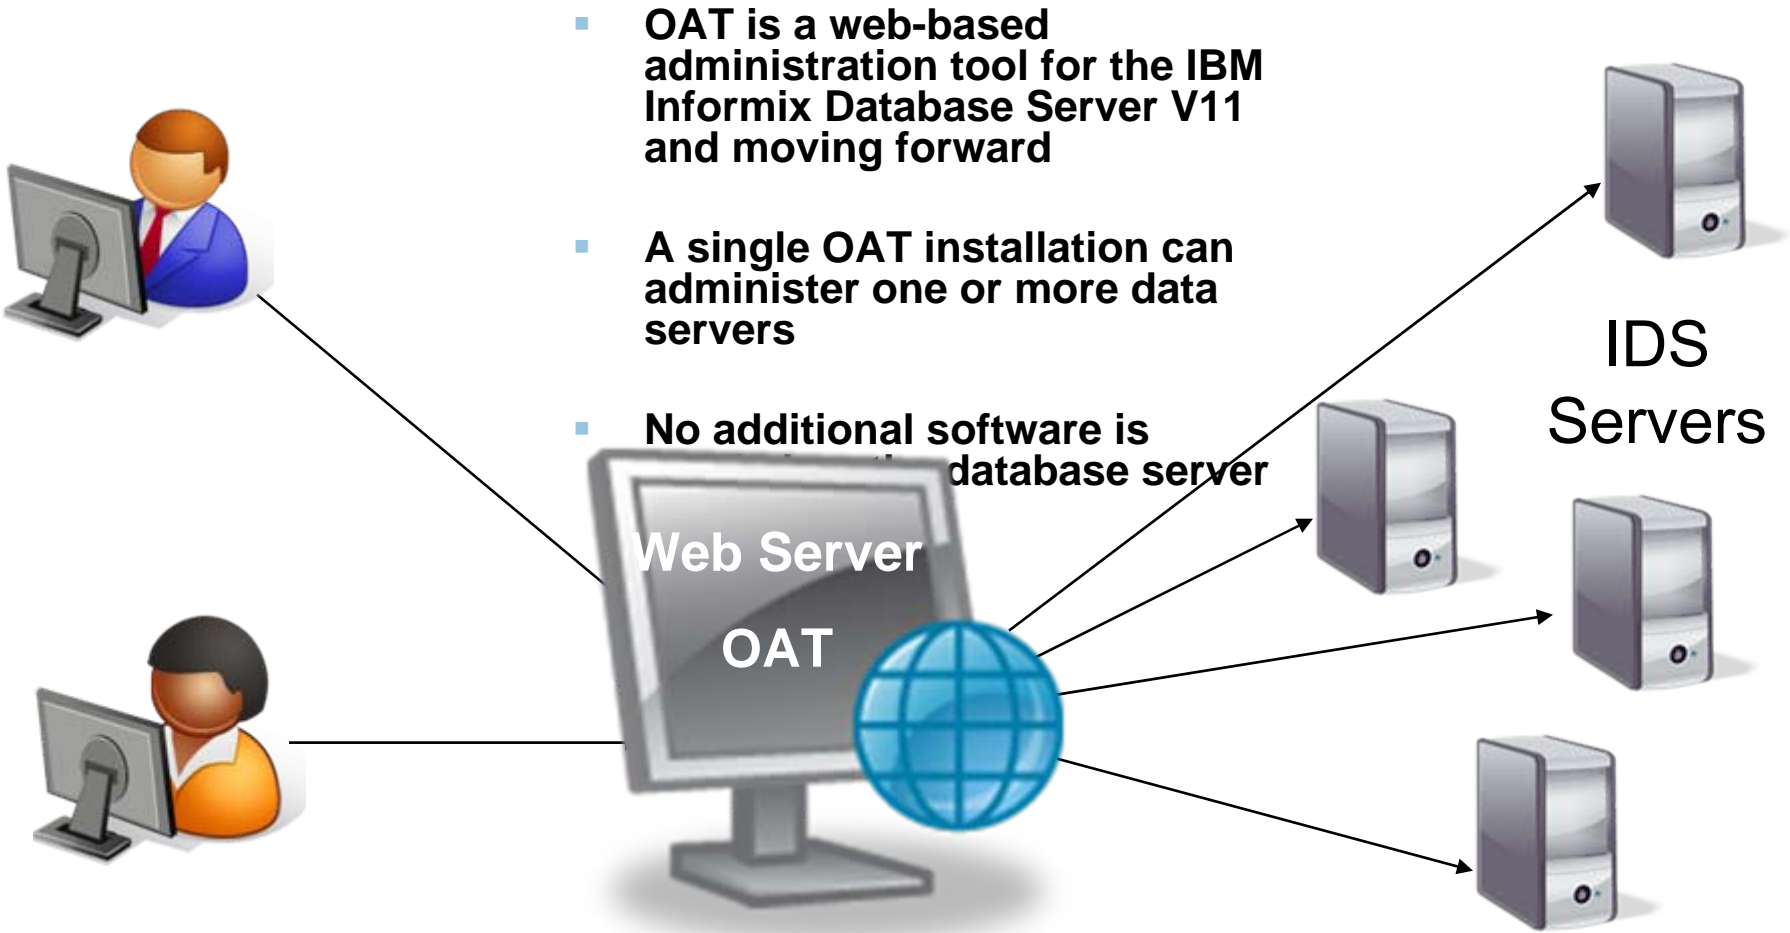 OAT is a web-based
administration tool for the IBM
Informix Database Server V11
and moving forward
A single OAT installation can
administer one or more data
servers
No additional software is
database server
Web Server
OAT
IDS
Servers